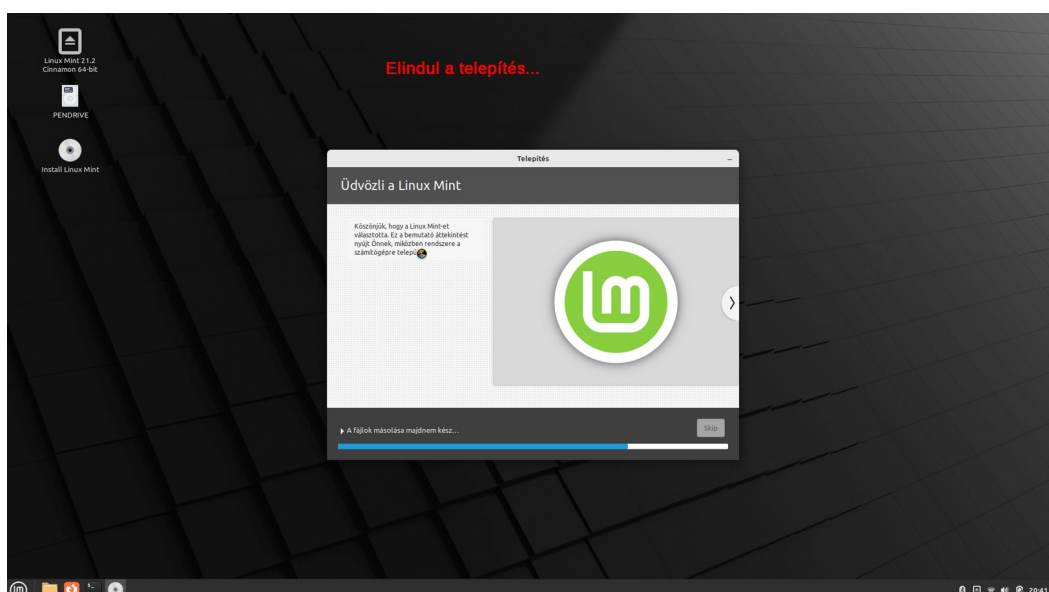 Linux Mint 21.2
Cinnamon 64-bit
Elindul a telepítés...
PENDRIVE
Install Linux Mint
Telepítés
Üdvözli a Linux Mint
Köszönjük, hogy a Linux Mint-et
választotta. Ez a bemutató áttekintést
nyújt Önnek, miközben rendszere a
számítógépre
A fájlok másolása majdnem kész...
Skip
20:41